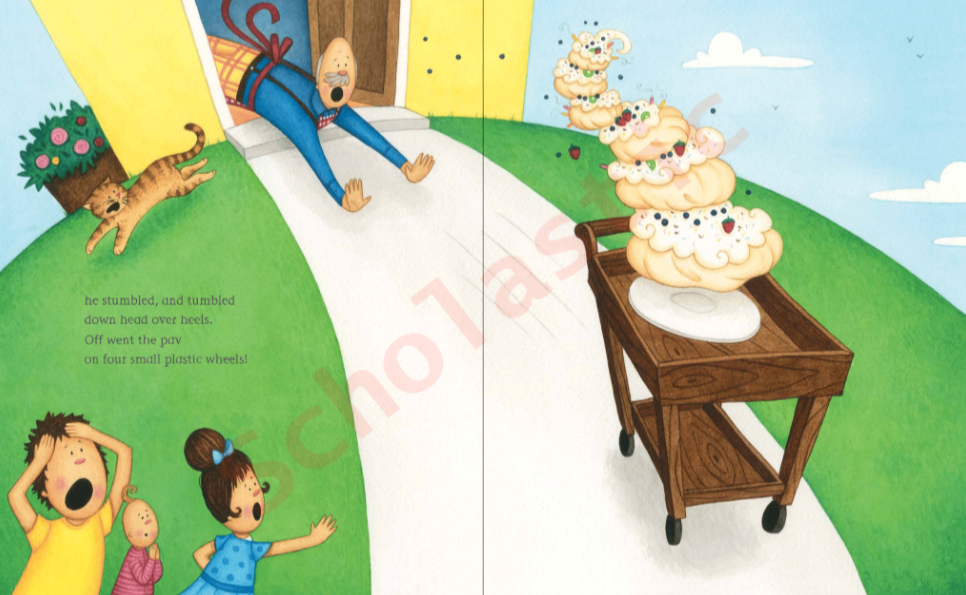 he stumbled, and tumbled
down head over heels.
Off went the pav
on four small plastic wheels!
Scholastic